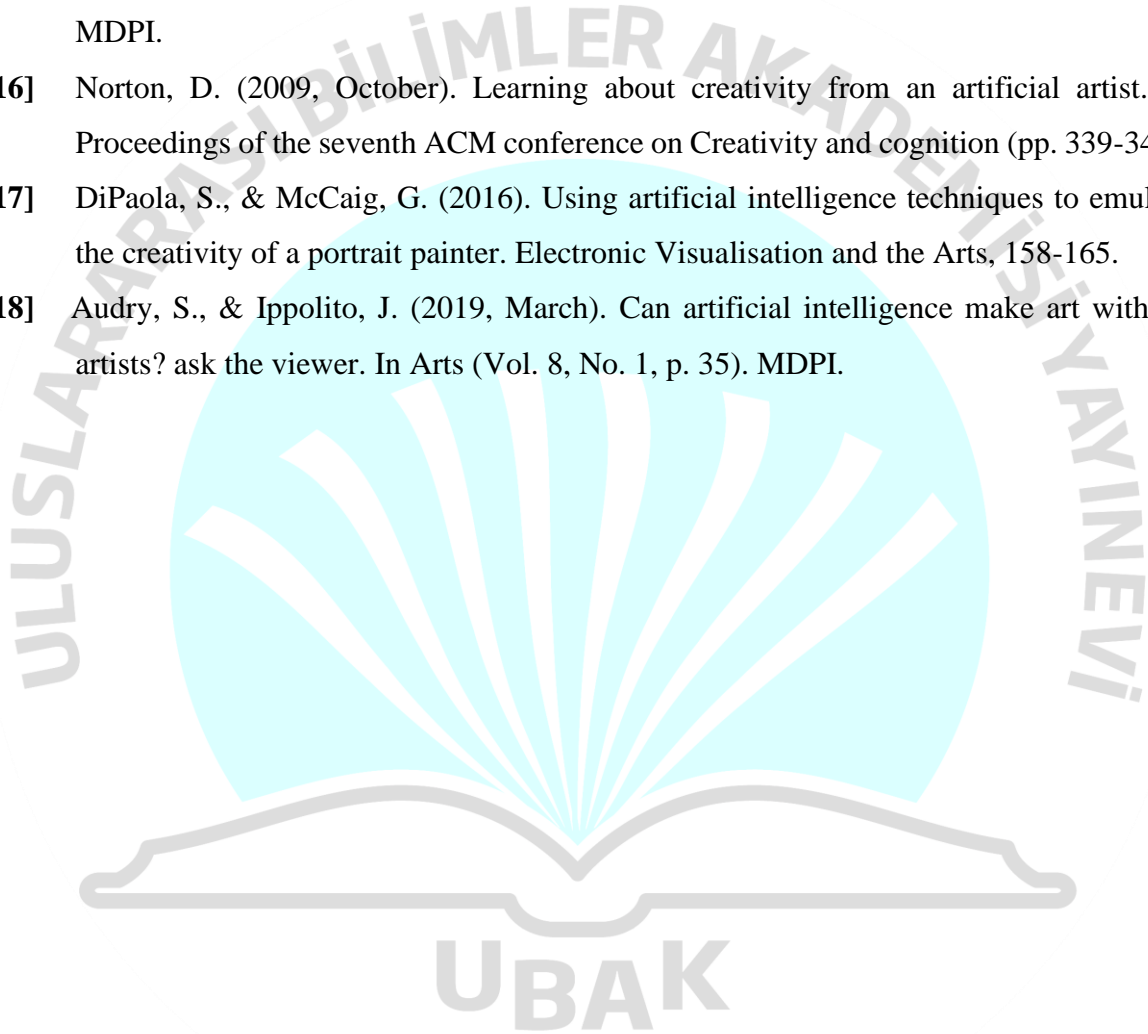 MDPI.
16] Norton, D. (2009, October). Learning about creativity from an artificial artist.
Proceedings of the seventh ACM conference on Creativity and cognition (pp. 339-34
17] DiPaola, S., & McCaig, G. (2016). Using artificial intelligence techniques to emul
the creativity of a portrait painter. Electronic Visualisation and the Arts, 158-165.
18] Audry, S., & Ippolito, J. (2019, March). Can artificial intelligence make art with
artists? ask the viewer. In Arts (Vol. 8, No. 1, p. 35). MDPI.
ULUSLARARASI BİLİMLER AKADEMİSİ YAYINEVİ
UBAK